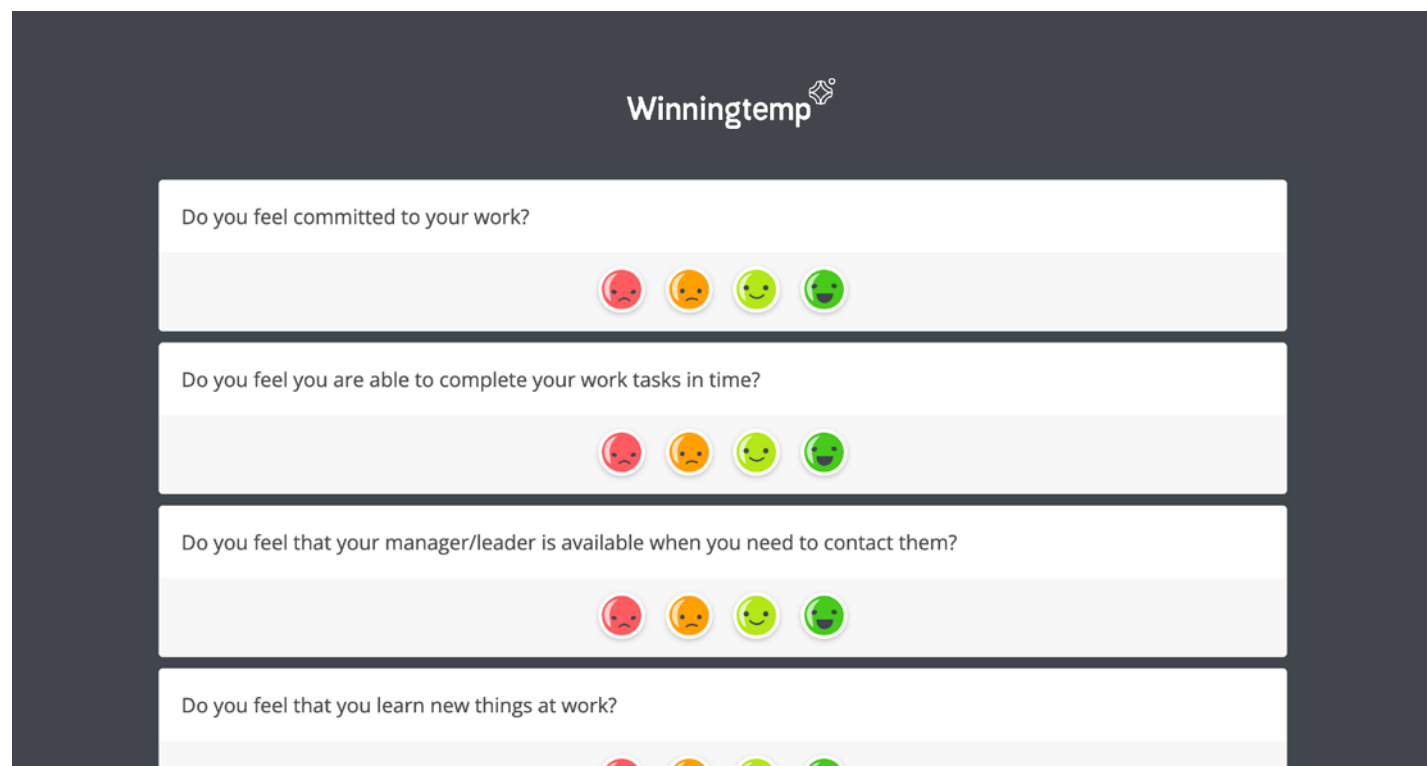 Winningtemp
Do you feel committed to your work?
Do you feel you are able to complete your work tasks in time?
Do you feel that your manager/leader is available when you need to contact them?
Do you feel that you learn new things at work?